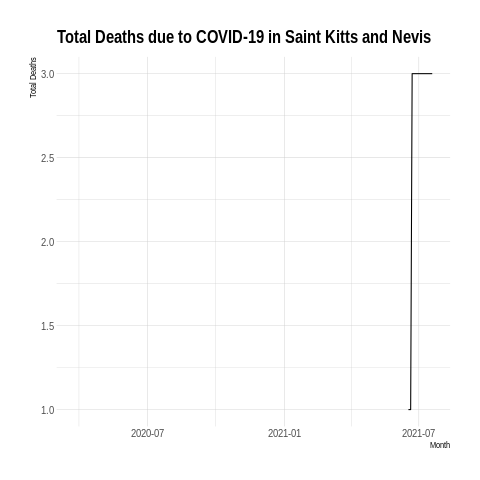 Total Deaths due to COVID-19 in Saint Kitts and Nevis
Total Deaths
3.0
2.5
2.0
1.5
1.0
2020-07 2021-01 2021-07
Month